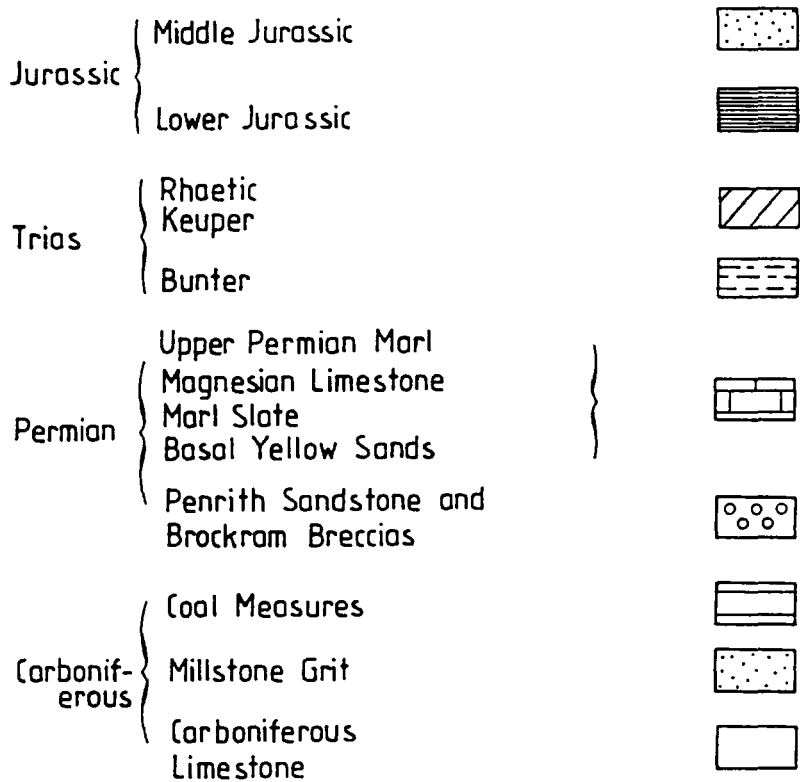 Jurassic
Middle Jurassic
Lower Jurassic
Trias
Rhaetic
Keuper
Bunter
Permian
Upper Permian Marl
Magnesian Limestone
Marl Slate
Basal Yellow Sands
Penrith Sandstone and
Brockram Breccias
Carbonif-
erous
Coal Measures
Millstone Grit
Carboniferous
Limestone